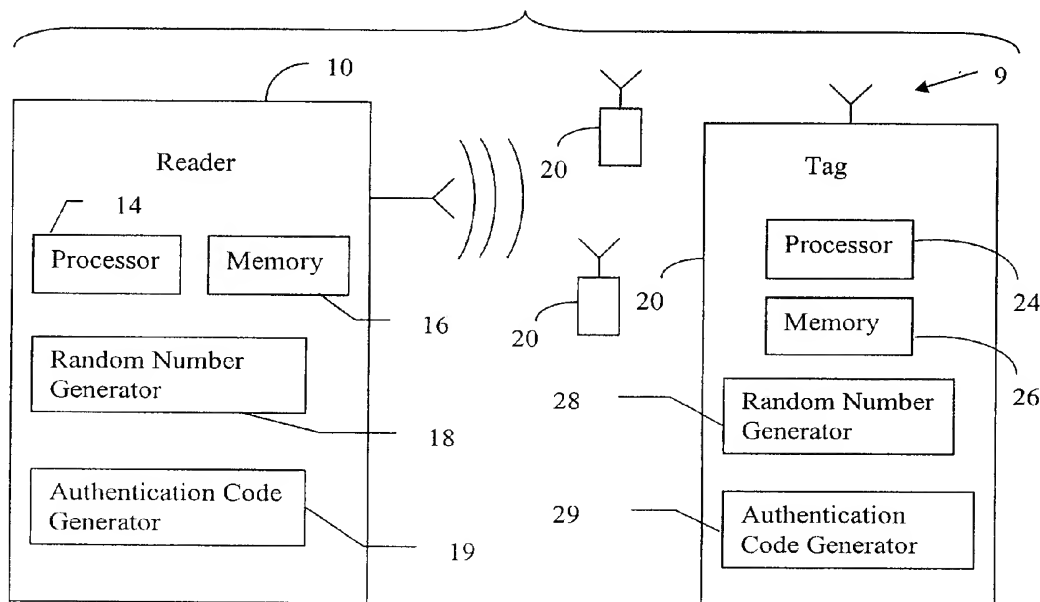 10
9
Reader
20
Tag
14
Processor
Memory
Processor
20
20
24
16
Memory
Random Number
Generator
28
26
Random Number
Generator
18
Authentication Code
Generator
29
Authentication
Code Generator
19